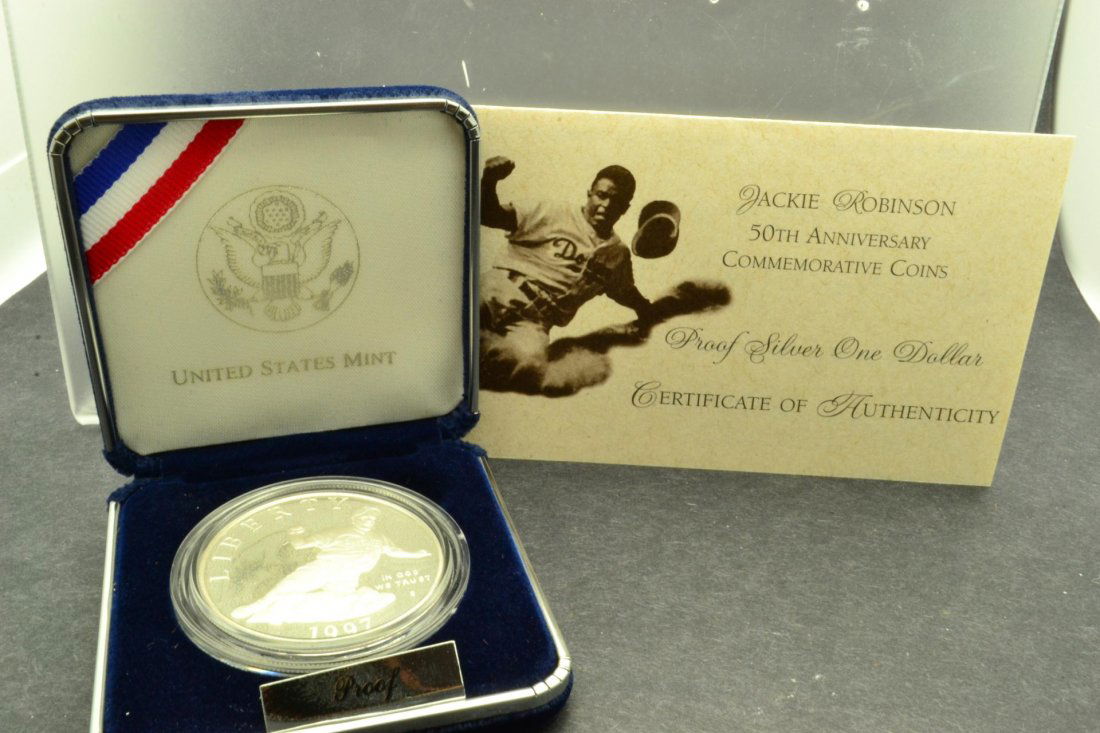 UNITED STATES MINT
JACKIE ROBINSON
50TH ANNIVERSARY
COMMEMORATIVE COINS
Proof Silver One Dollar
CERTIFICATE OF AUTHENTICITY
Do
LIBERTY
IN GOD
WE TRUST
S
1997
Proof